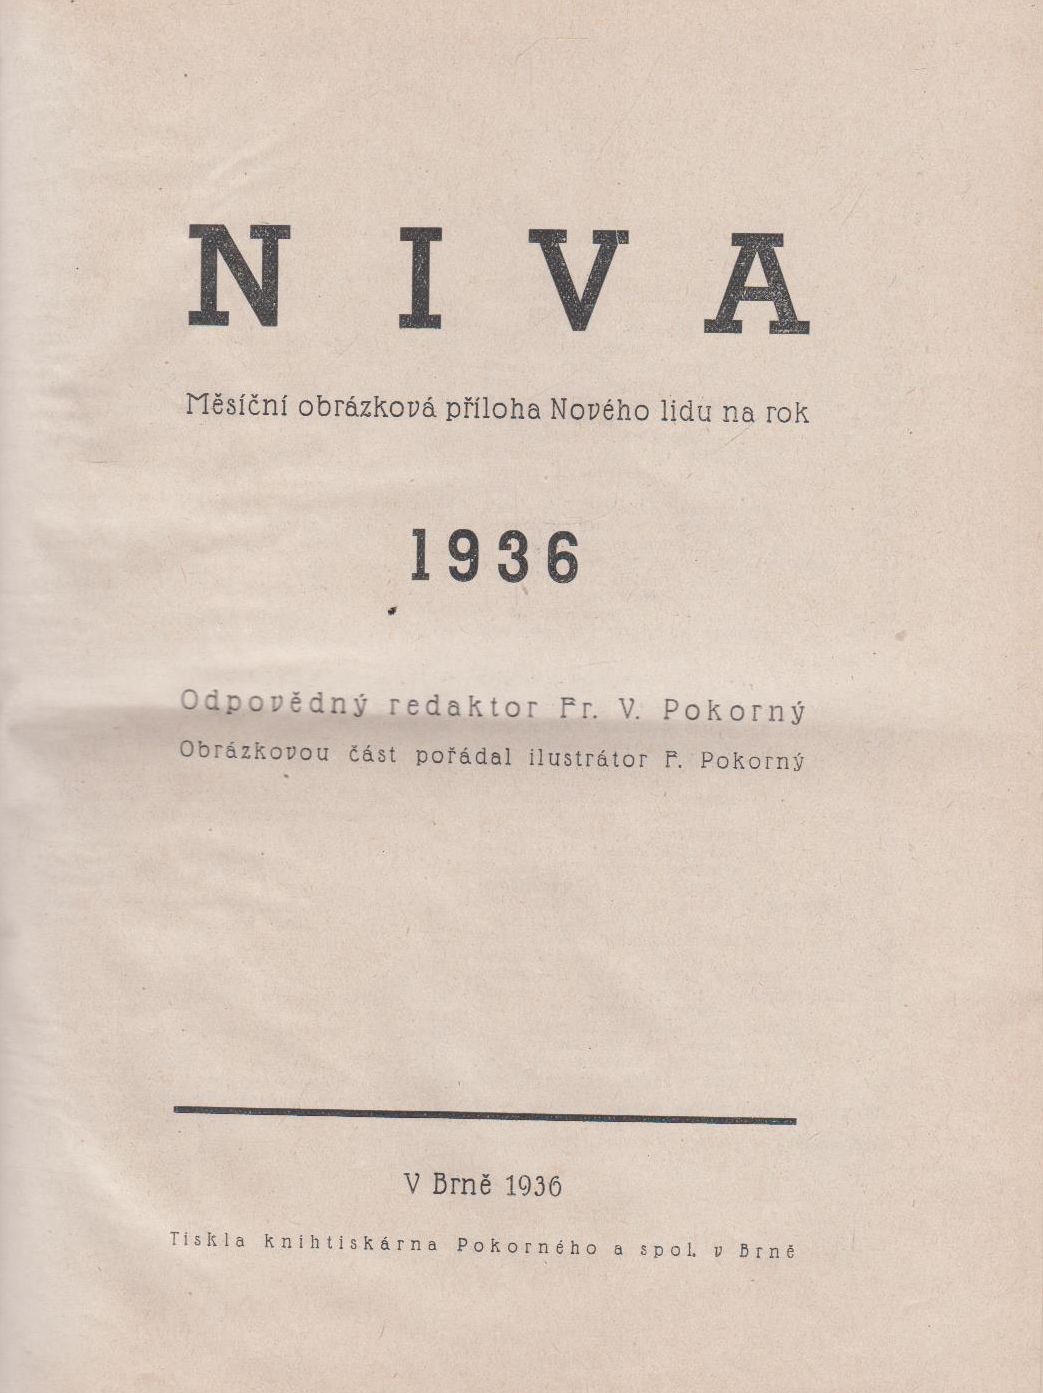 NIVA
Měsíční obrázková příloha Nového lidu na rok
1936
Odpovědný redaktor Fr. V. Pokorný
Obrázkovou část pořádal ilustrátor F. Pokorný
V Brně 1936
Tiskla knihtiskárna Pokorného a spol. v Brně